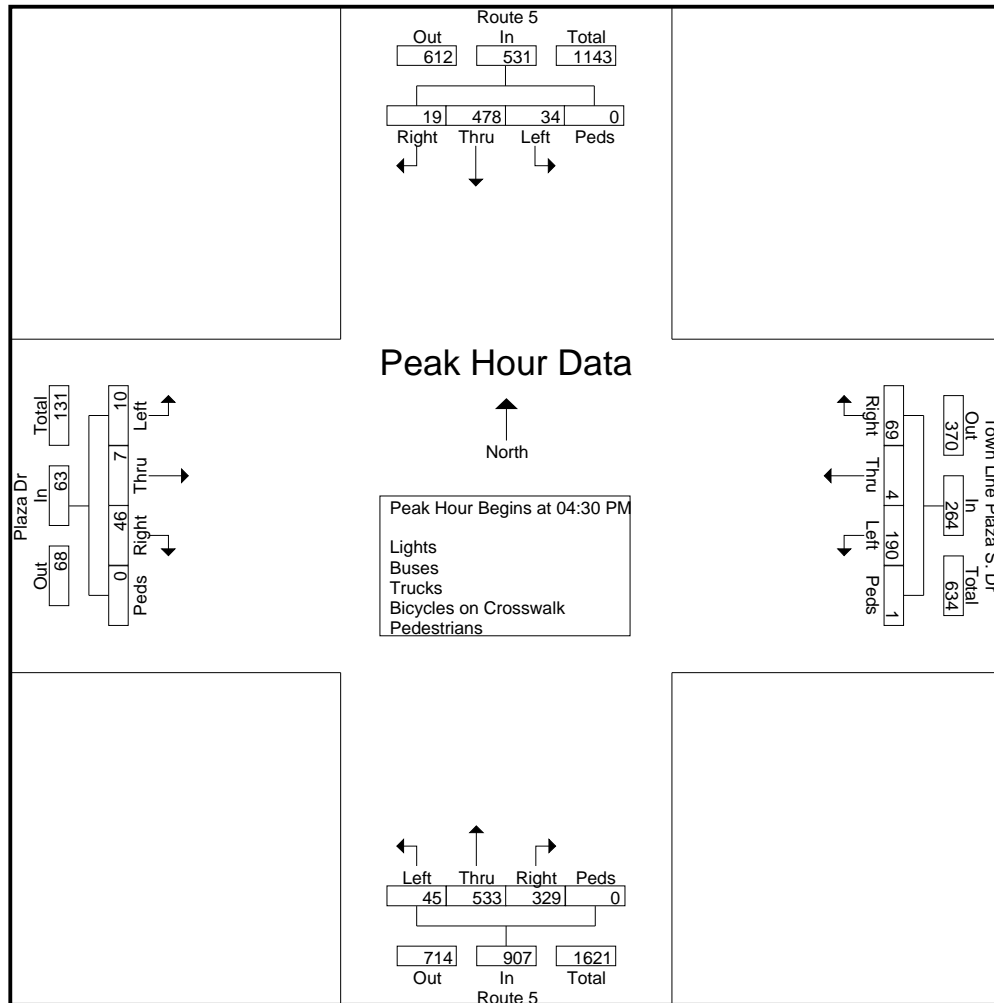 Route 5
Out In Total
612 531 1143
19 478 34 0
Right Thru Left Peds
Peak Hour Data
North
Peak Hour Begins at 04:30 PM
Lights
Buses
Trucks
Bicycles on Crosswalk
Pedestrians
Plaza Dr
Out In Total
68 63 131
0 46 7 10
Peds Right Thru Left
Town Line Plaza S. Dr
Out In Total
370 264 634
69 4 190 1
Right Thru Left Peds
Left Thru Right Peds
45 533 329 0
714 907 1621
Out In Total
Route 5